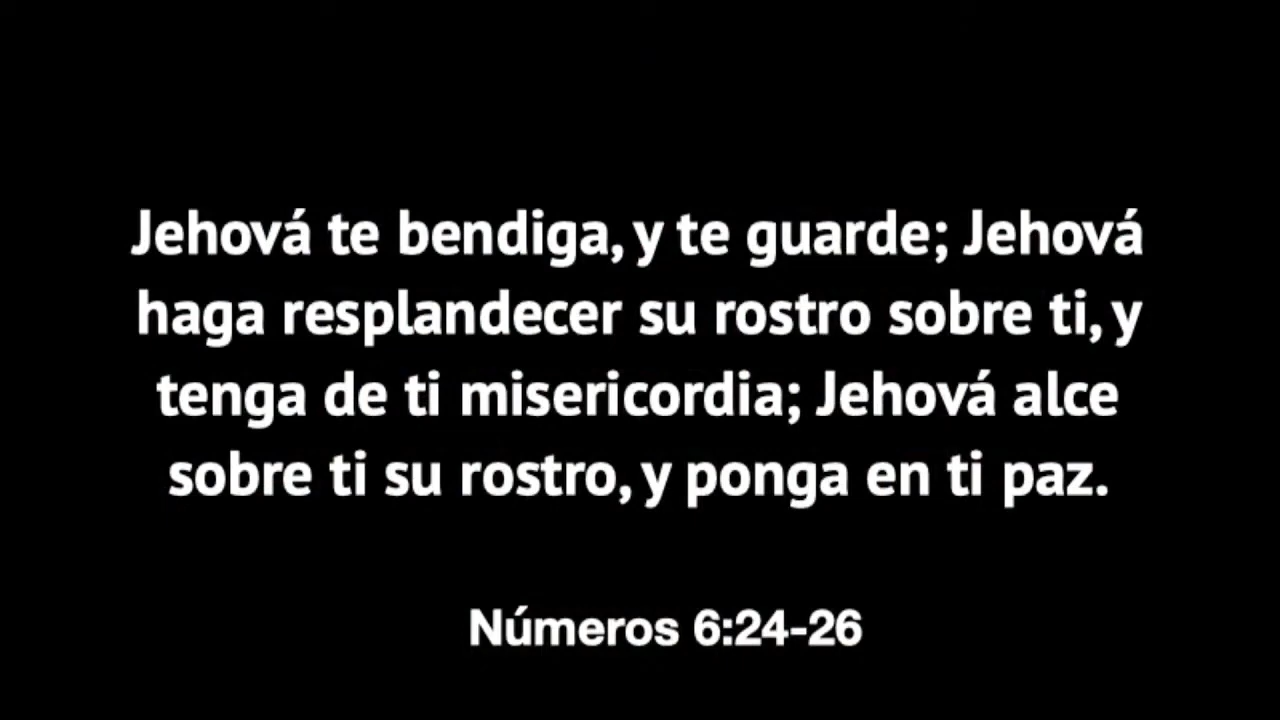 Jehová te bendiga, y te guarde; Jehová
haga resplandecer su rostro sobre ti, y
tenga de ti misericordia; Jehová alce
sobre ti su rostro, y ponga en ti paz.
Números 6:24-26